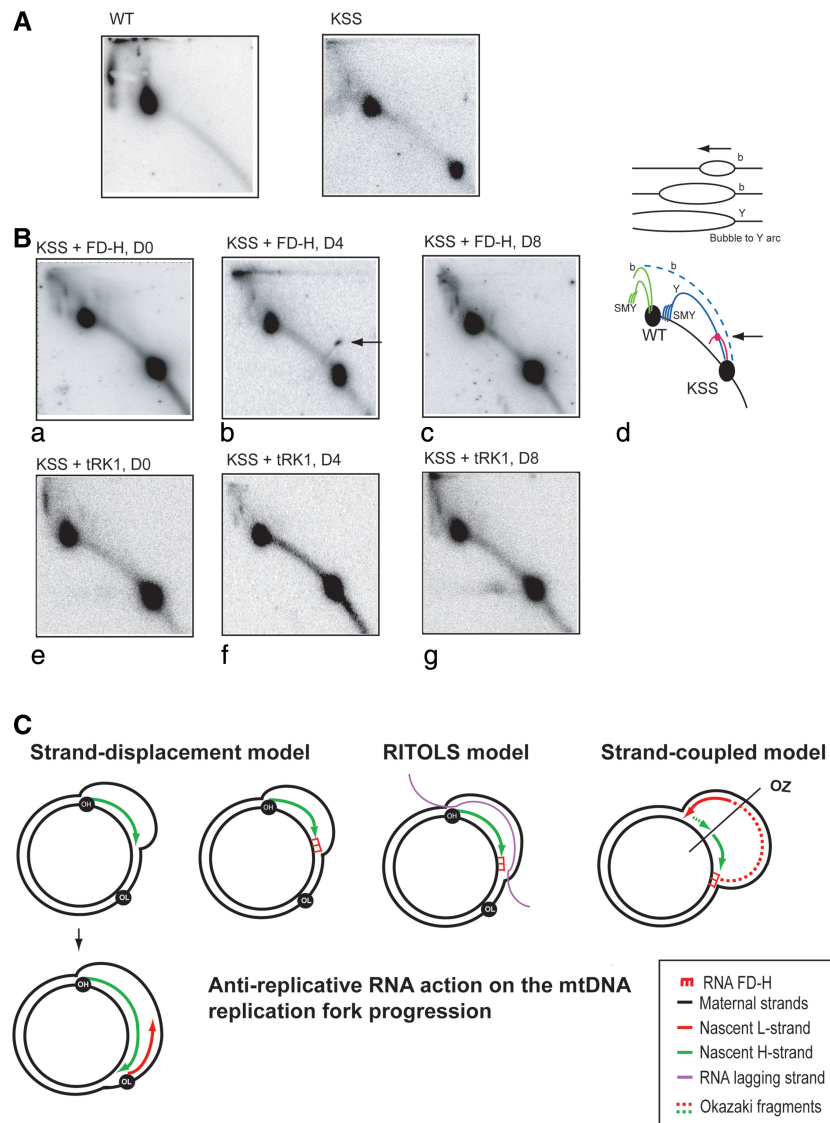 A
WT
KSS
b
b
Y
Bubble to Y arc
B
KSS + FD-H, D0
KSS + FD-H, D4
KSS + FD-H, D8
b
b
Y
SMY
SMY
WT
KSS
a
b
c
d
KSS + tRK1, D0
KSS + tRK1, D4
KSS + tRK1, D8
e
f
g
C
Strand-displacement model
RITOLS model
Strand-coupled model
OZ
OH
OH
OH
OL
OL
OL
OH
OL
Anti-replicative RNA action on the mtDNA
replication fork progression
RNA FD-H
Maternal strands
Nascent L-strand
Nascent H-strand
RNA lagging strand
Okazaki fragments